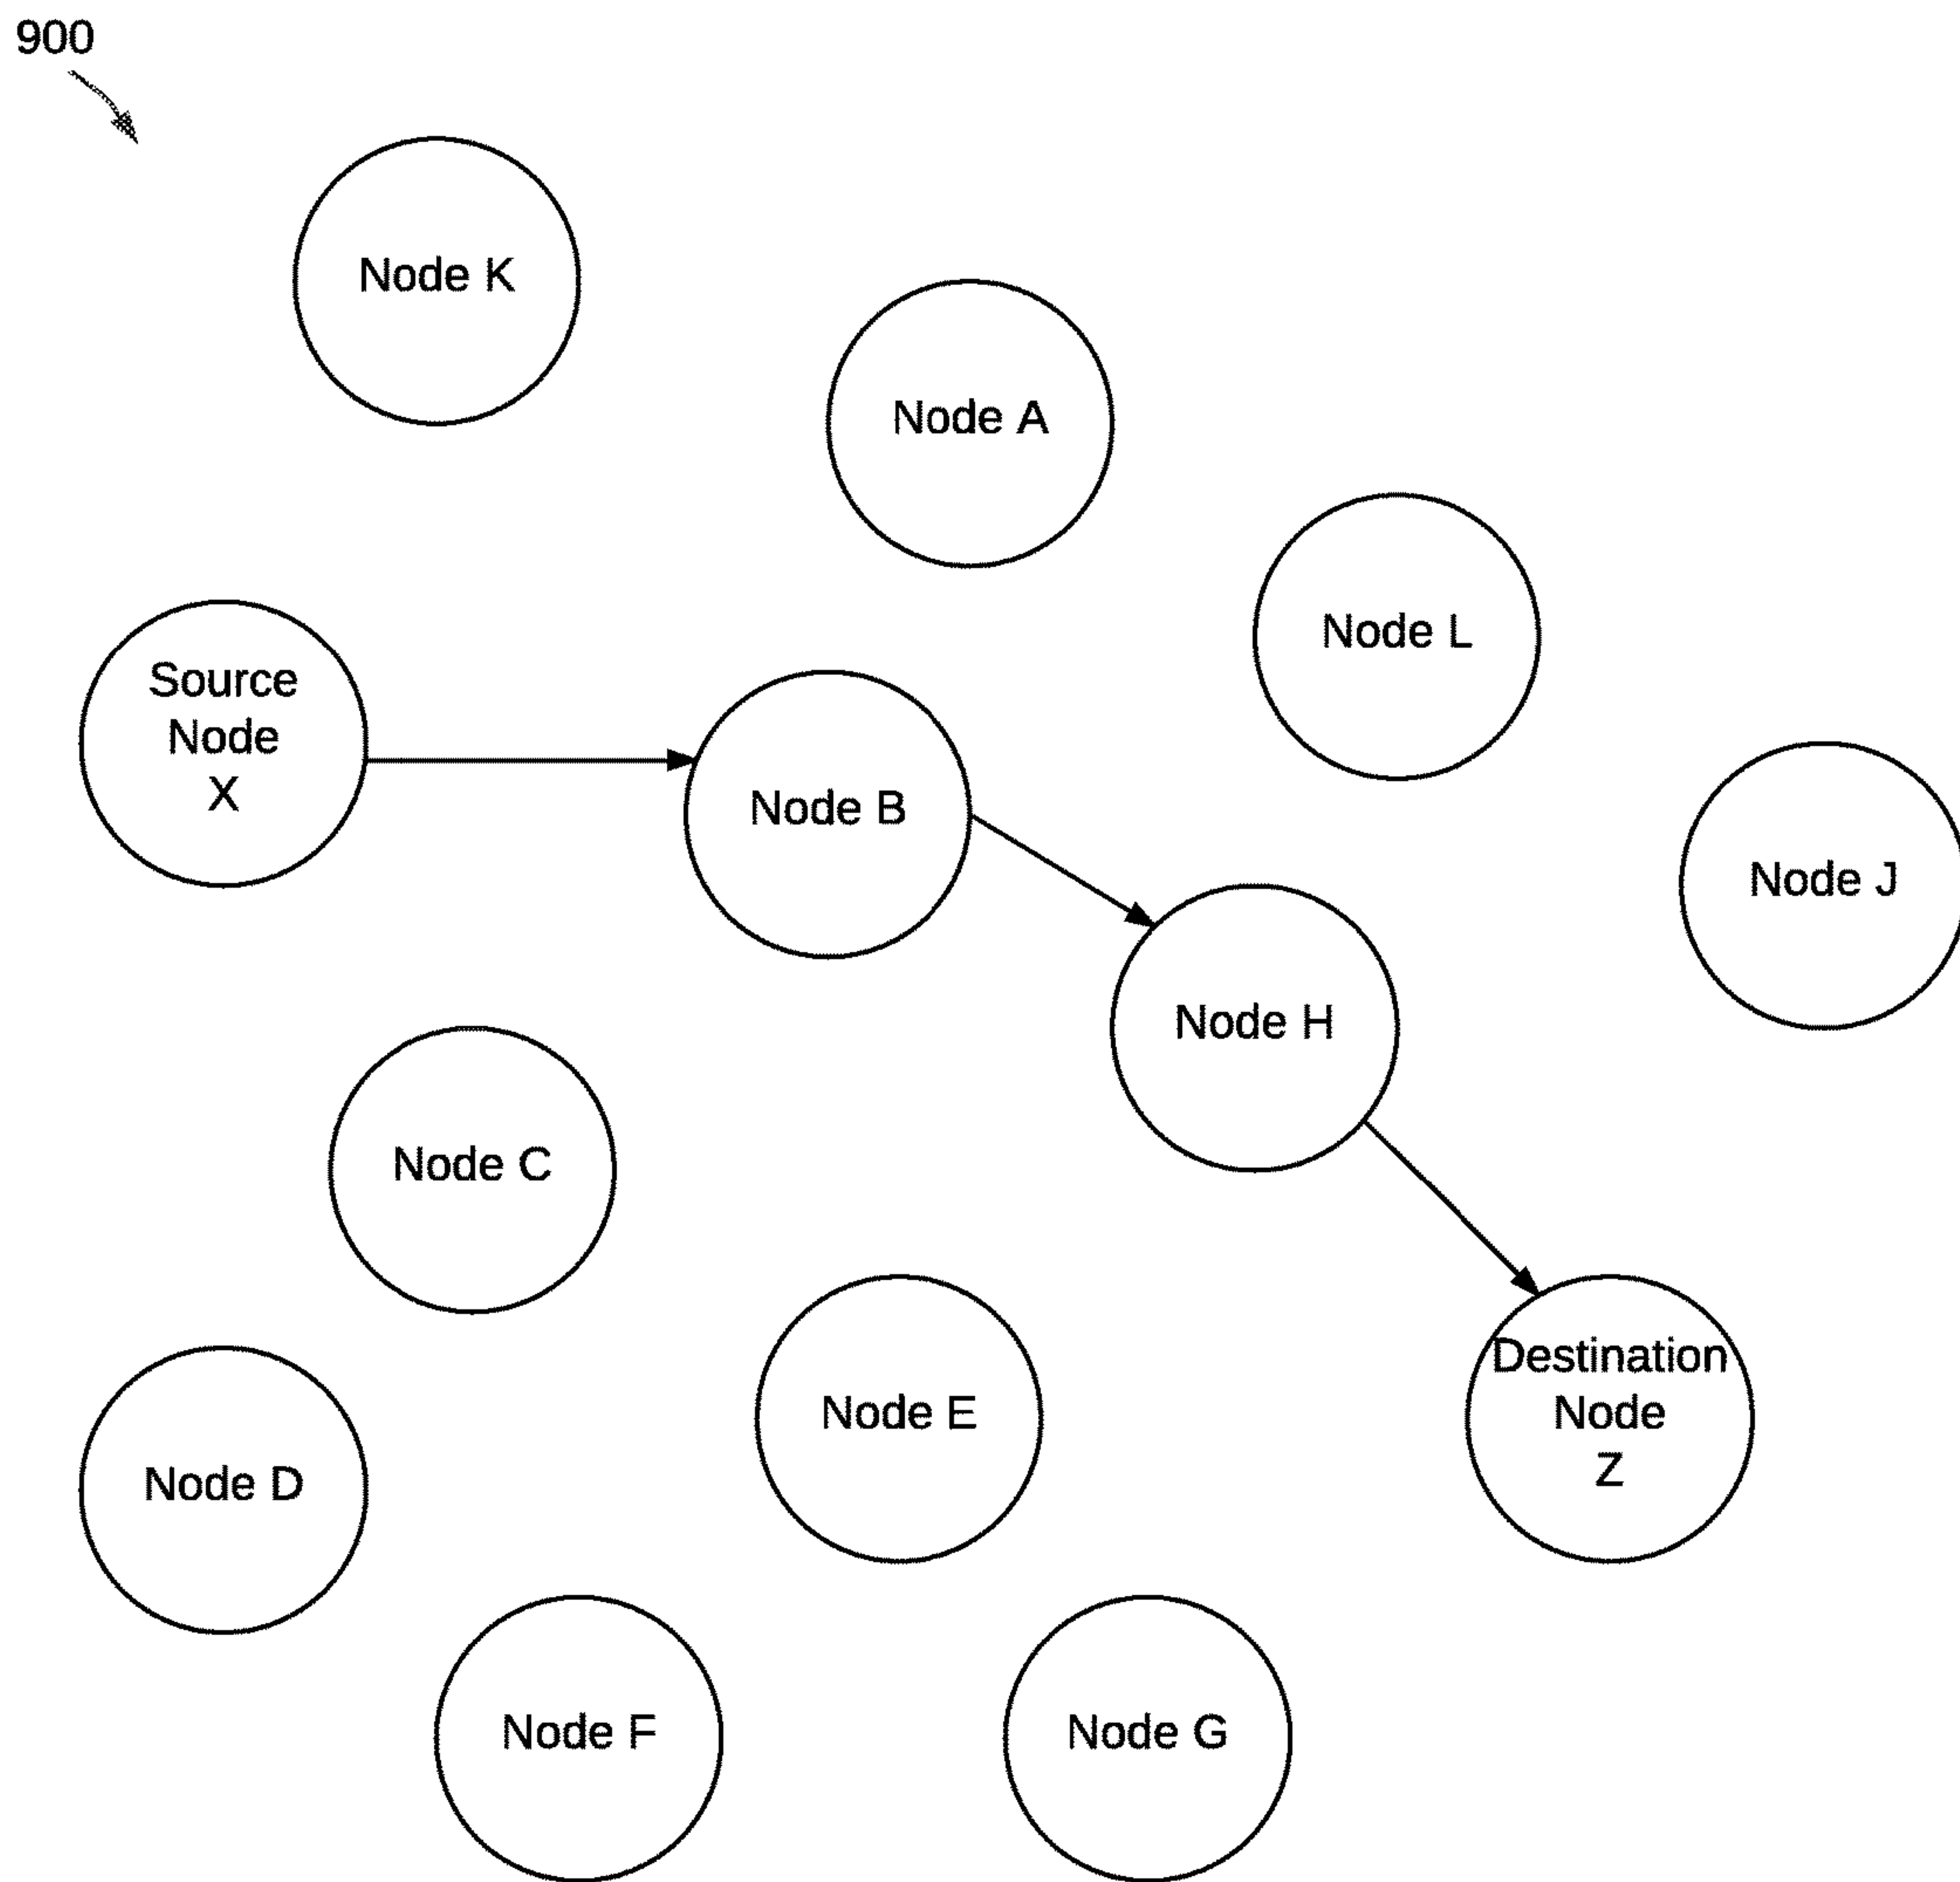 900
Node K
Node A
Node L
Source
Node
X
Node B
Node J
Node H
Node C
Destination
Node
Z
Node E
Node D
Node F
Node G